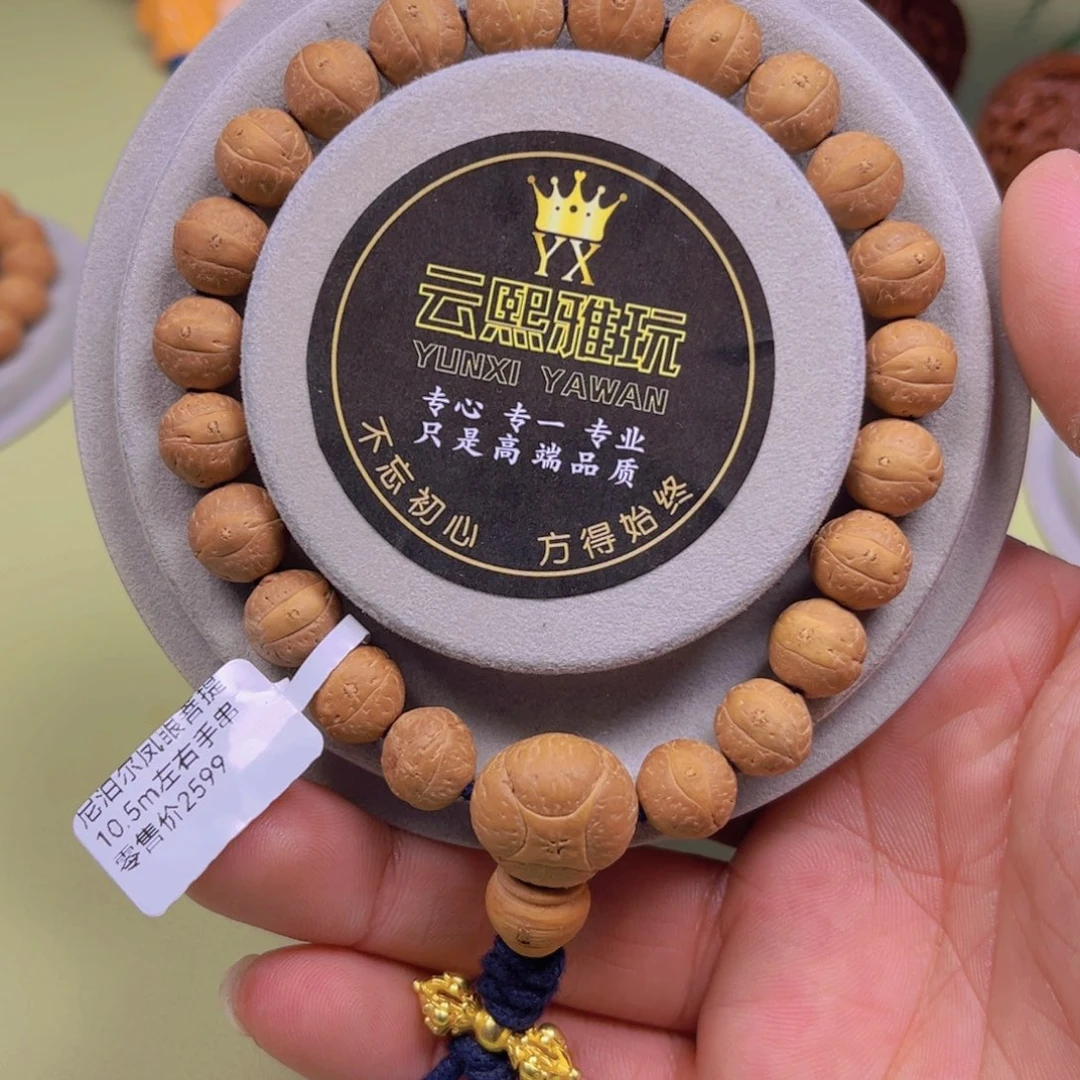 YX
云熙雅玩
YUNXI YAWAN
专心 专一 专业
只是高端品质
不忘初心 方得始终
尼泊尔凤眼菩提
10.5m左右手串
零售价2599